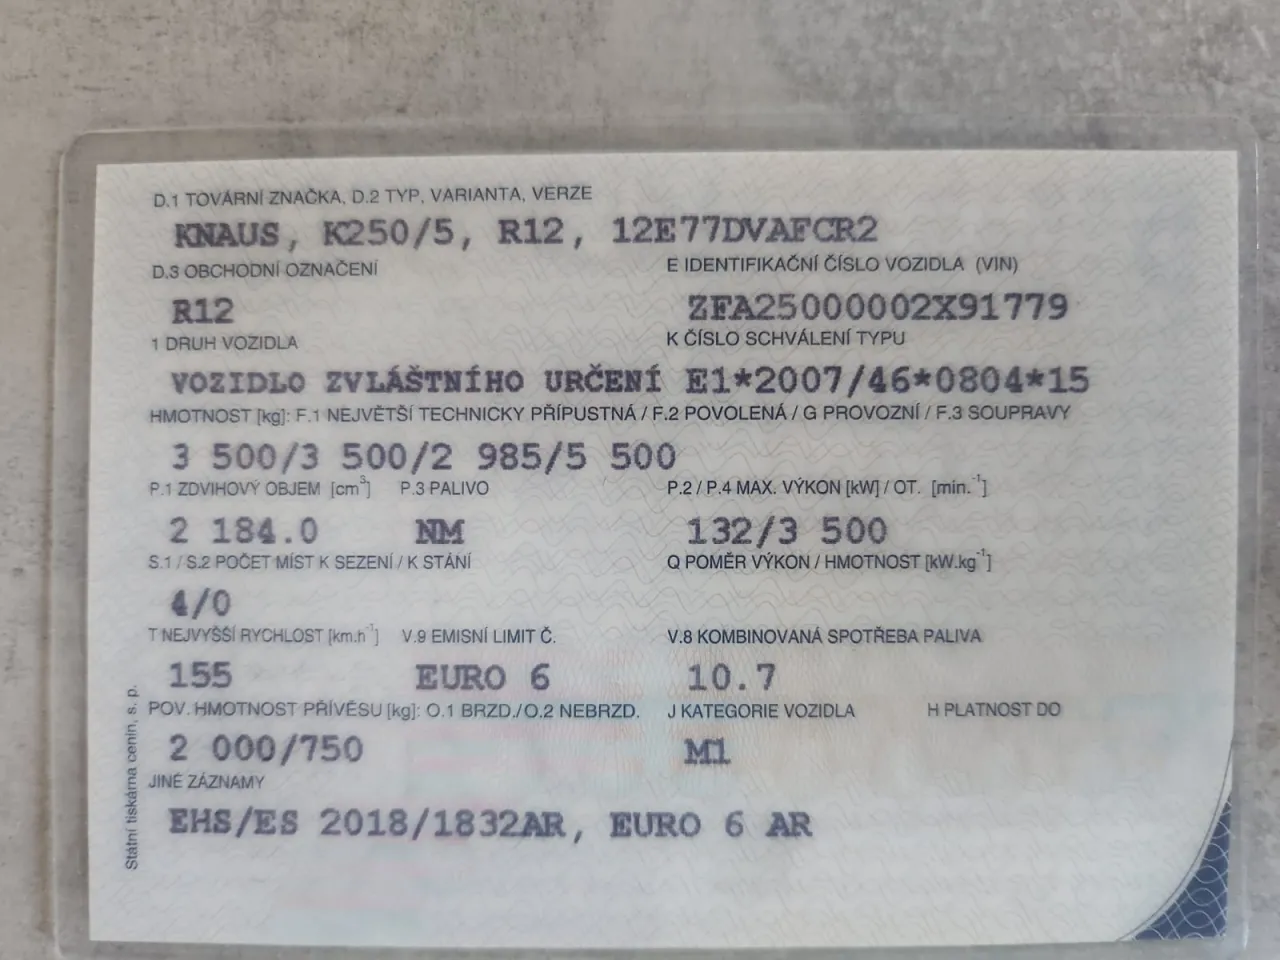 D.1 TOVÁRNÍ ZNAČKA, D.2 TYP, VARIANTA, VERZE
KNAUS, K250/5, R12, 12E77DVAFCR2
D.3 OBCHODNÍ OZNAČENÍ E IDENTIFIKAČNÍ ČÍSLO VOZIDLA (VIN)
R12 ZFA25000002X91779
1 DRUH VOZIDLA K ČÍSLO SCHVÁLENÍ TYPU
VOZIDLO ZVLÁŠTNÍHO URČENÍ E1*2007/46*0804*15
HMOTNOST [kg]: F.1 NEJVĚTŠÍ TECHNICKY PŘÍPUSTNÁ / F.2 POVOLENÁ / G PROVOZNÍ / F.3 SOUPRAVY
3 500/3 500/2 985/5 500
P.1 ZDVIHOVÝ OBJEM [cm³] P.3 PALIVO P.2 / P.4 MAX. VÝKON [kW] / OT. [min.⁻¹]
2 184.0 NM 132/3 500
S.1 / S.2 POČET MÍST K SEZENÍ / K STÁNÍ Q POMĚR VÝKON / HMOTNOST [kW.kg⁻¹]
4/0
T NEJVYŠŠÍ RYCHLOST [km.h⁻¹] V.9 EMISNÍ LIMIT Č. V.8 KOMBINOVANÁ SPOTŘEBA PALIVA
155 EURO 6 10.7
POV. HMOTNOST PŘÍVĚSU [kg]: O.1 BRZD./O.2 NEBRZD. J KATEGORIE VOZIDLA H PLATNOST DO
2 000/750 M1
JINÉ ZÁZNAMY
EHS/ES 2018/1832AR, EURO 6 AR
Státní tiskárna cenin, s. p.